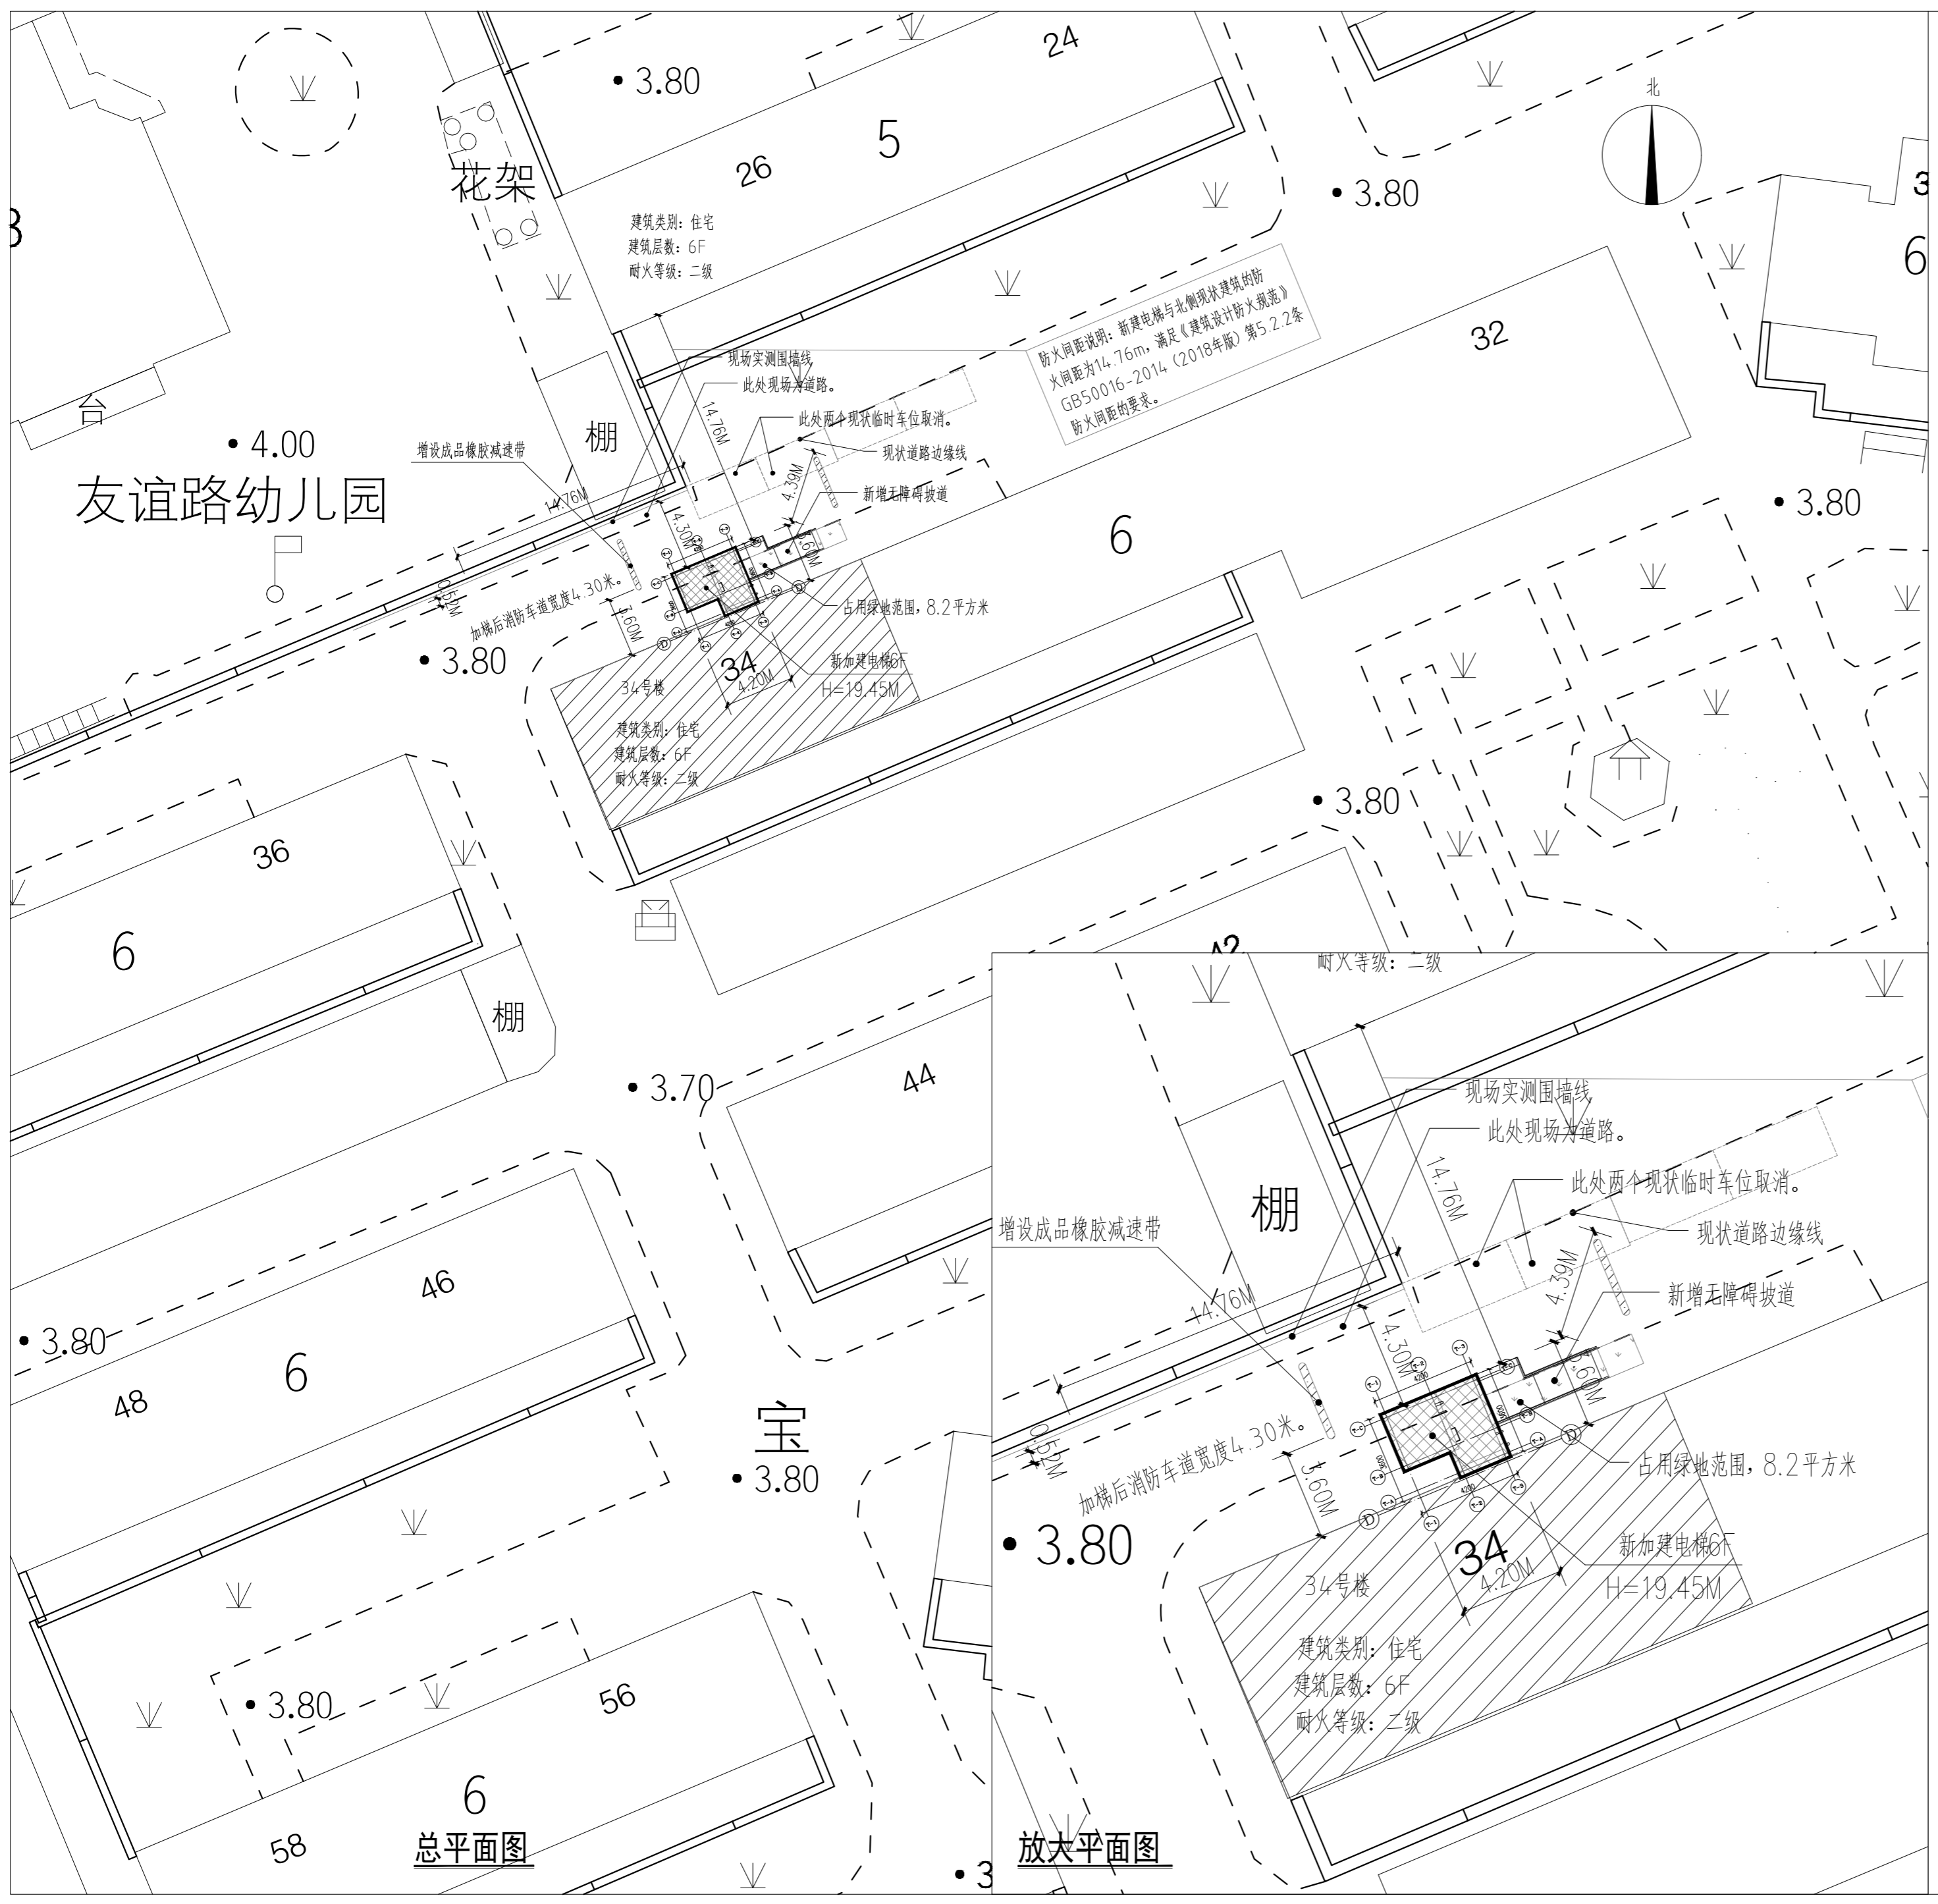 24
北
3.80
5
26
花架
3.80
建筑类别：住宅
建筑层数：6F
耐火等级：二级
6
防火间距说明：新建电梯与北侧现状建筑的防
火间距为14.76m，满足《建筑设计防火规范》
GB50016-2014（2018年版）第5.2.2条
防火间距的要求。
32
现场实测围墙线
此处现场为道路。
14.76M
此处两个现状临时车位取消。
现状道路边缘线
台
4.00
棚
增设成品橡胶减速带
友谊路幼儿园
14.76M
4.39M
新增无障碍坡道
3.80
6
4.30M
3.60M
0.52M
加梯后消防车道宽度4.30米。
3.60M
D
D
占用绿地范围，8.2平方米
3.80
34
新加建电梯6F
4.20M
H=19.45M
34号楼
建筑类别：住宅
建筑层数：6F
耐火等级：二级
3.80
36
6
42
棚
3.70
44
46
3.80
6
48
宝
3.80
3.80
56
6
58
总平面图
耐火等级：二级
现场实测围墙线
此处现场为道路。
14.76M
此处两个现状临时车位取消。
棚
增设成品橡胶减速带
现状道路边缘线
14.76M
4.39M
新增无障碍坡道
4.30M
3.60M
4200
0.52M
加梯后消防车道宽度4.30米。
3.60M
D
D
4200
占用绿地范围，8.2平方米
3.80
34
新加建电梯6F
4.20M
H=19.45M
34号楼
建筑类别：住宅
建筑层数：6F
耐火等级：二级
放大平面图